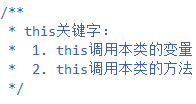 /**
* this关键字：
* 1. this调用本类的变量
* 2. this调用本类的方法
*/